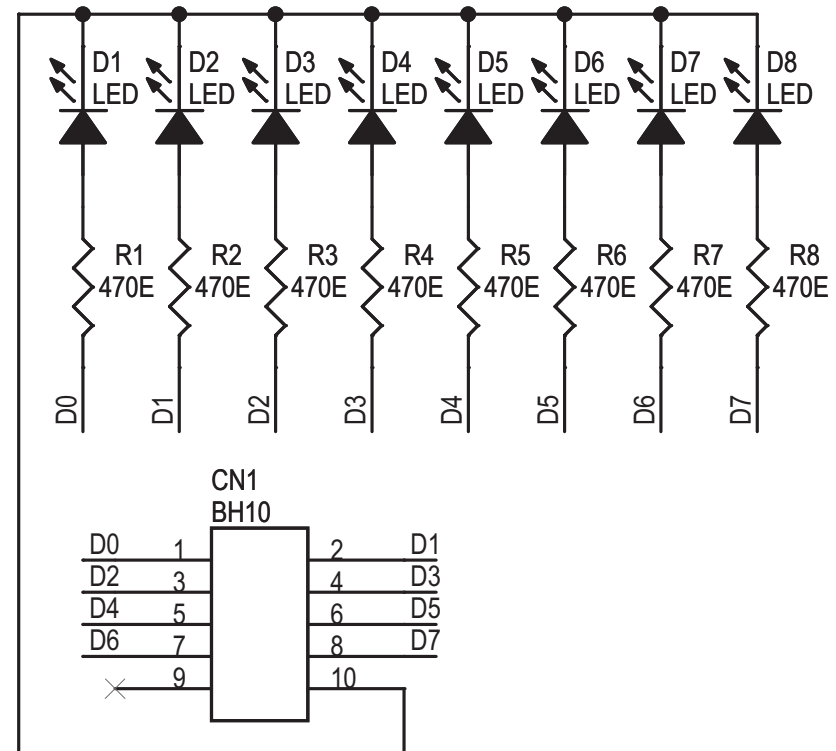 D1 D2 D3 D4 D5 D6 D7 D8
LED LED LED LED LED LED LED LED
R1 R2 R3 R4 R5 R6 R7 R8
470E 470E 470E 470E 470E 470E 470E 470E
D0 D1 D2 D3 D4 D5 D6 D7
CN1
BH10
D0 1 2 D1
D2 3 4 D3
D4 5 6 D5
D6 7 8 D7
9 10